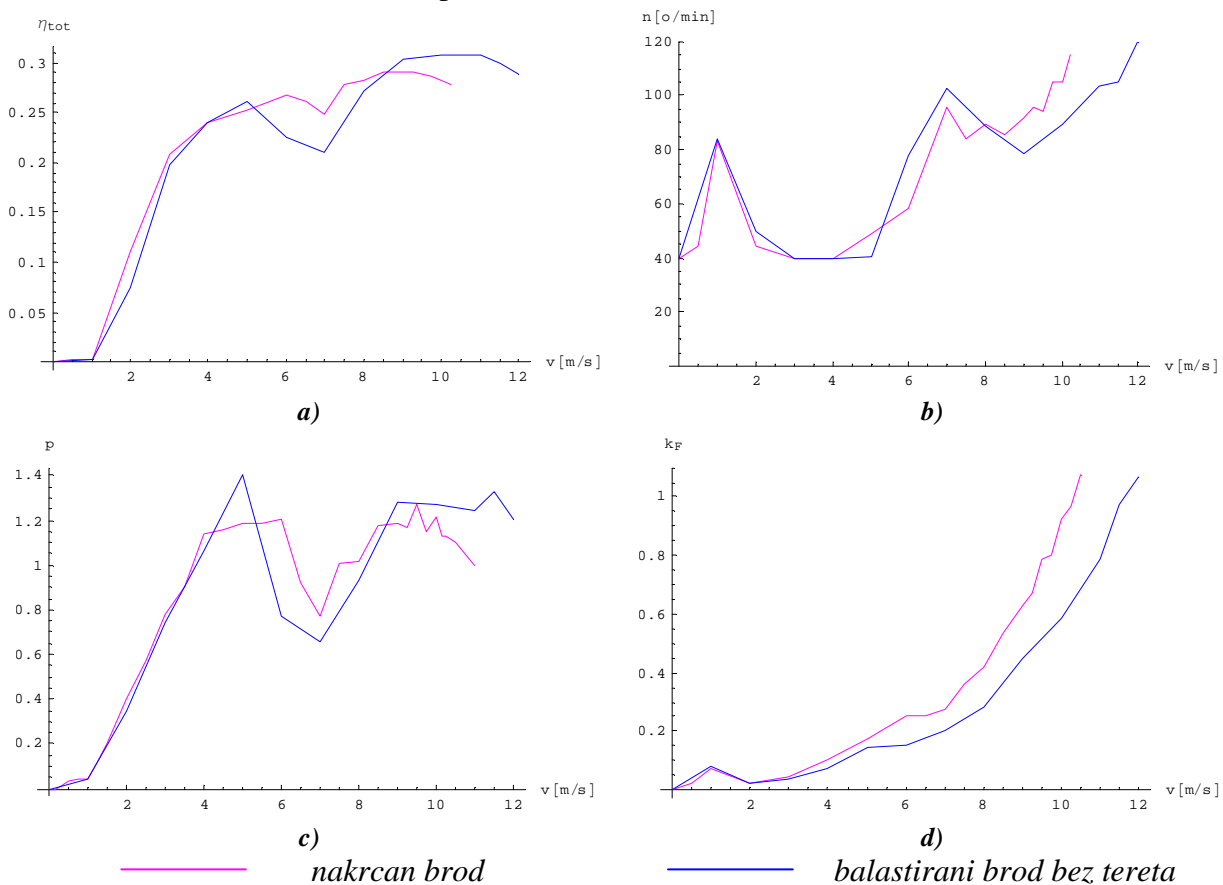 ηtot
0.3
0.25
0.2
0.15
0.1
0.05
2 4 6 8 10 12 v[m/s]
a)
n[o/min]
120
100
80
60
40
20
2 4 6 8 10 12 v[m/s]
b)
p
1.4
1.2
1
0.8
0.6
0.4
0.2
2 4 6 8 10 12 v[m/s]
c)
kF
1
0.8
0.6
0.4
0.2
2 4 6 8 10 12 v[m/s]
d)
nakrcan brod
balastirani brod bez tereta